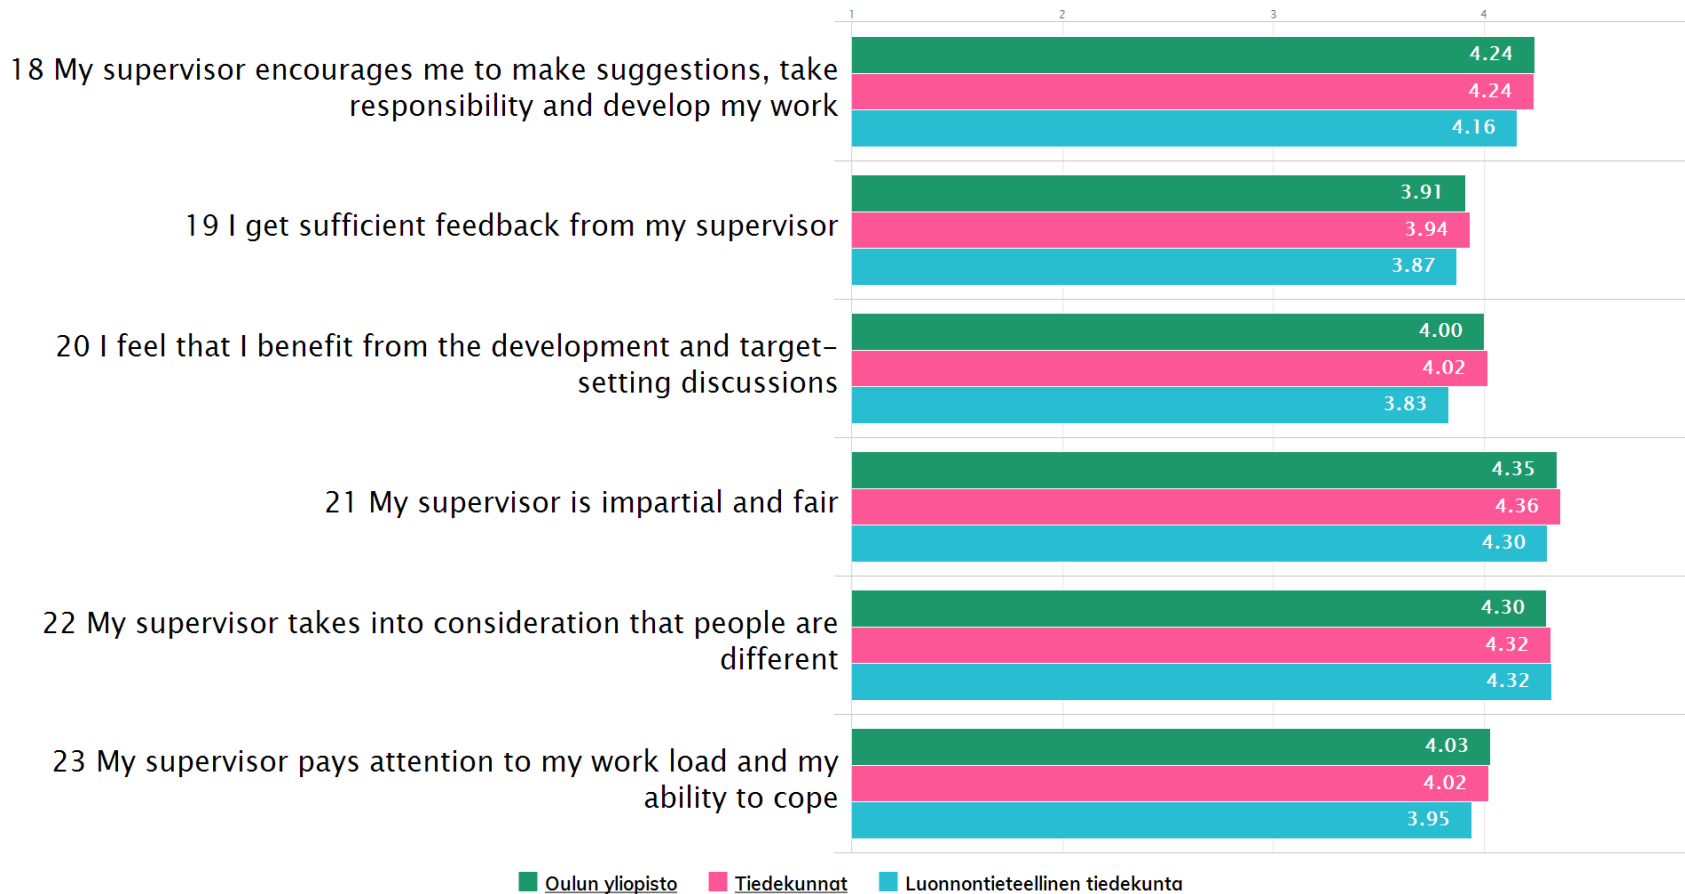 1 2 3 4
18 My supervisor encourages me to make suggestions, take
responsibility and develop my work
4.24
4.24
4.16
19 I get sufficient feedback from my supervisor
3.91
3.94
3.87
20 I feel that I benefit from the development and target–
setting discussions
4.00
4.02
3.83
21 My supervisor is impartial and fair
4.35
4.36
4.30
22 My supervisor takes into consideration that people are
different
4.30
4.32
4.32
23 My supervisor pays attention to my work load and my
ability to cope
4.03
4.02
3.95
Oulun yliopisto Tiedekunnat Luonnontieteellinen tiedekunta